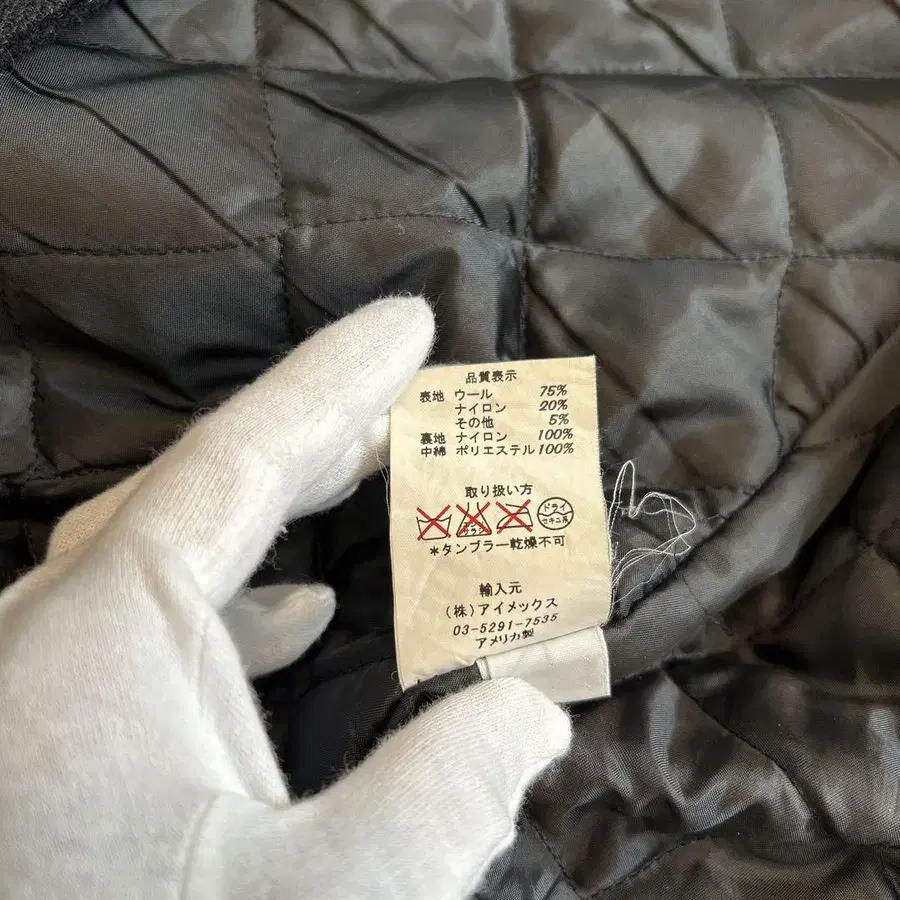 品質表示
表地 ウール 75%
ナイロン 20%
その他 5%
裏地 ナイロン 100%
中綿 ポリエステル 100%
取り扱い方
ドライ
セキユ系
*タンブラー乾燥不可
輸入元
(株)アイメックス
03-5291-7535
アメリカ製